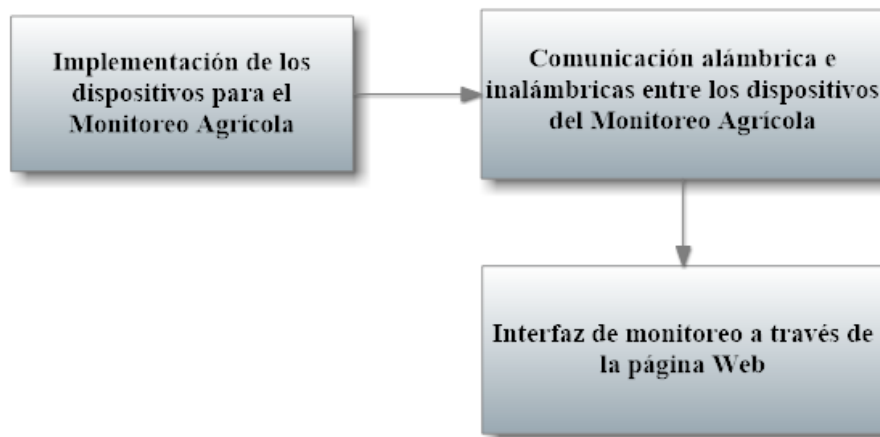 Implementación de los
dispositivos para el
Monitoreo Agrícola
Comunicación alámbrica e
inalámbricas entre los dispositivos
del Monitoreo Agrícola
Interfaz de monitoreo a través de
la página Web